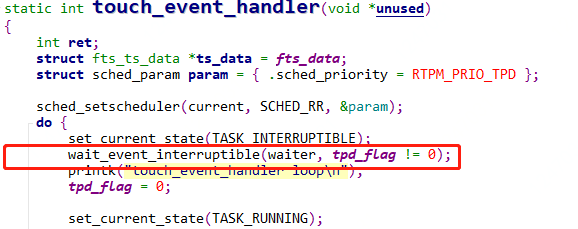 static int touch_event_handler(void *unused)
{
int ret;
struct fts_ts_data *ts_data = fts_data;
struct sched_param param = { .sched_priority = RTPM_PRIO_TPD };
sched_setscheduler(current, SCHED_RR, &param);
do {
set_current_state(TASK_INTERRUPTIBLE);
wait_event_interruptible(waiter, tpd_flag != 0);
printk("touch_event_handler loop\n");
tpd_flag = 0;
set_current_state(TASK_RUNNING);